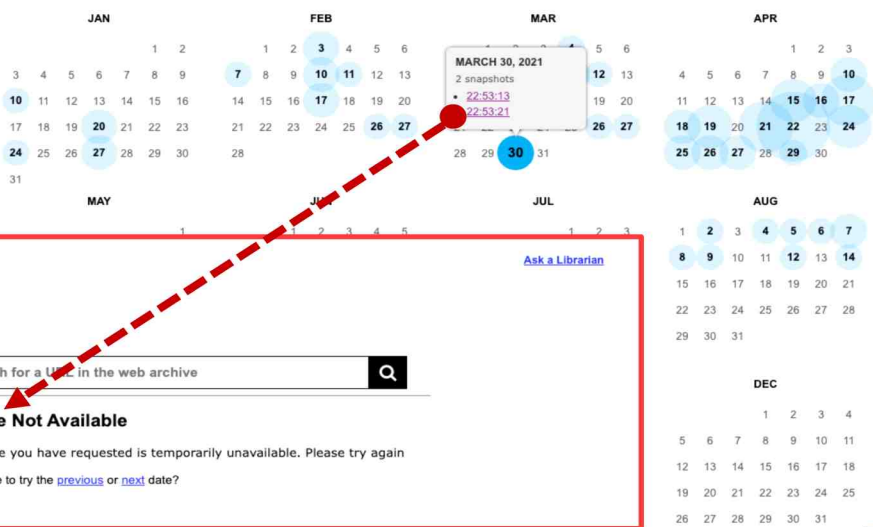 JAN FEB MAR APR
1 2 1 2 3 4 5 6 5 6 1 2 3
MARCH 30, 2021
3 4 5 6 7 8 9 7 8 9 10 11 12 13 12 13 4 5 6 7 8 9 10
2 snapshots
22:53:13
10 11 12 13 14 15 16 14 15 16 17 18 19 20 19 20 11 12 13 14 15 16 17
22:53:21
17 18 19 20 21 22 23 21 22 23 24 25 26 27 26 27 18 19 20 21 22 23 24
24 25 26 27 28 29 30 28 28 29 30 31 25 26 27 28 29 30
31
MAY JUL AUG
1 1 2 3 4 5 1 2 3 1 2 3 4 5 6 7
Ask a Librarian 8 9 10 11 12 13 14
15 16 17 18 19 20 21
22 23 24 25 26 27 28
29 30 31
h for a URL in the web archive
DEC
e Not Available
1 2 3 4
e you have requested is temporarily unavailable. Please try again
5 6 7 8 9 10 11
e to try the previous or next date?
12 13 14 15 16 17 18
19 20 21 22 23 24 25
26 27 28 29 30 31